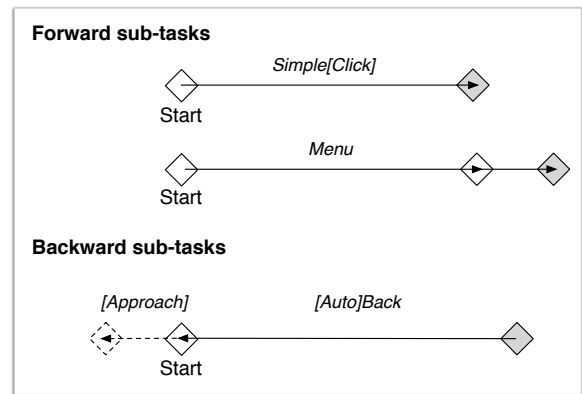 Forward sub-tasks
Simple[Click]
Start
Menu
Start
Backward sub-tasks
[Approach] [Auto]Back
Start